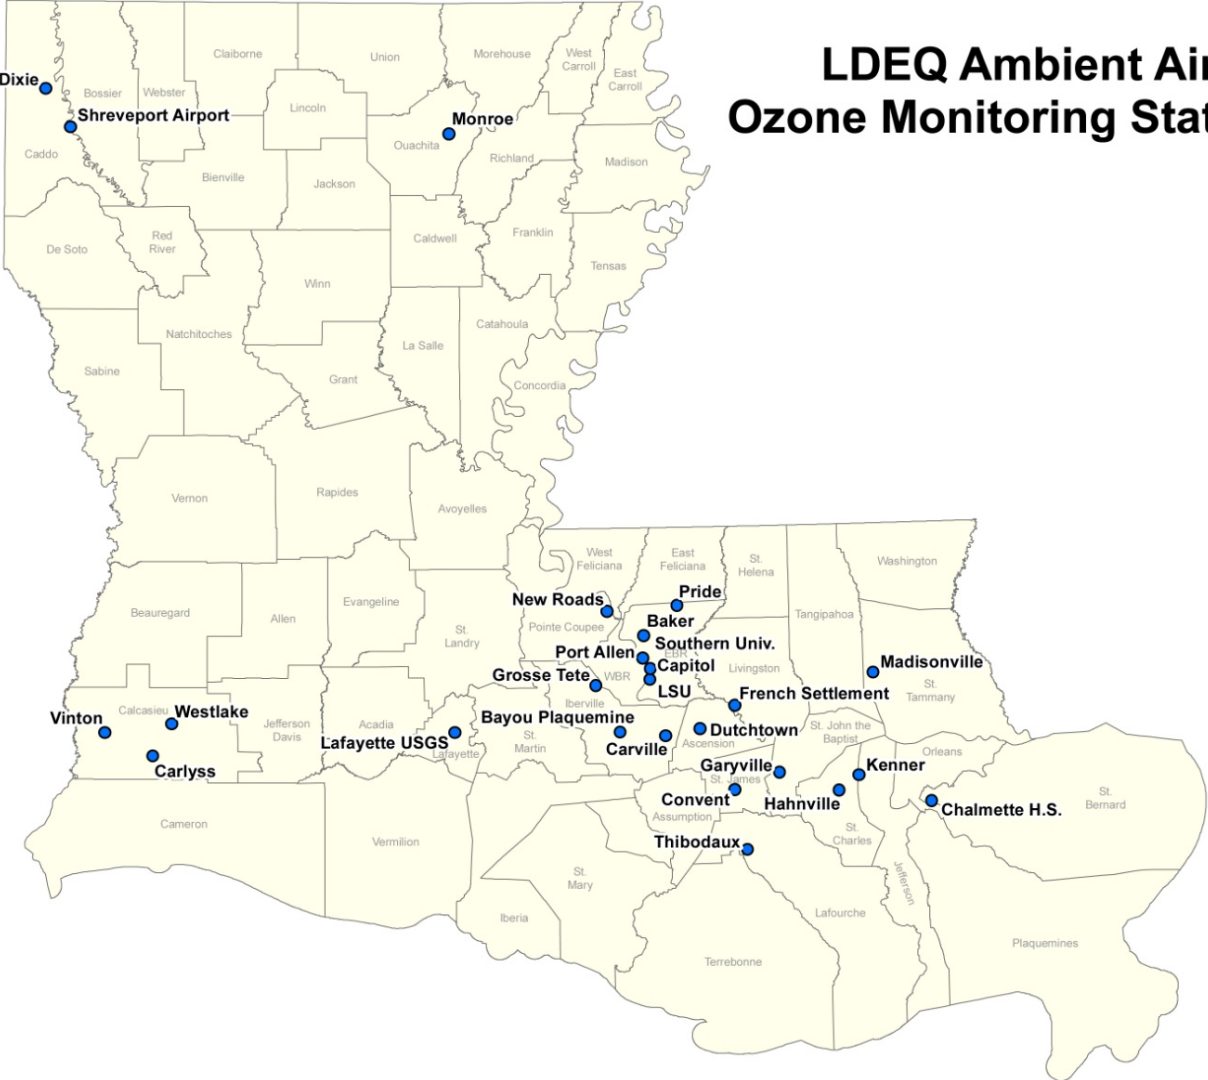 LDEQ Ambient Air
Ozone Monitoring Stat
Dixie
Bossier
Webster
Claiborne
Union
Morehouse
West
Carroll
East
Carroll
Shreveport Airport
Lincoln
Monroe
Ouachita
Caddo
Richland
Madison
Bienville
Jackson
De Soto
Red
River
Caldwell
Franklin
Tensas
Winn
Natchitoches
Catahoula
La Salle
Sabine
Grant
Concordia
Vernon
Rapides
Avoyelles
West
Feliciana
East
Feliciana
St.
Helena
Washington
Beauregard
Allen
Evangeline
St.
Landry
New Roads
Pride
Pointe Coupee
Baker
Tangipahoa
Southern Univ.
Port Allen
EBR
Capitol
Livingston
Madisonville
Grosse Tete
WBR
LSU
St.
Tammany
French Settlement
Iberville
Vinton
Calcasieu
Westlake
Jefferson
Davis
Acadia
Lafayette USGS
Lafayette
Bayou Plaquemine
St.
Martin
Carville
Dutchtown
Ascension
St. John the
Baptist
Orleans
Carlyss
Garyville
Kenner
St. James
Convent
Hahnville
Chalmette H.S.
St.
Bernard
Assumption
Cameron
Vermilion
Thibodaux
St.
Charles
Jefferson
St.
Mary
Iberia
Lafourche
Plaquemines
Terrebonne